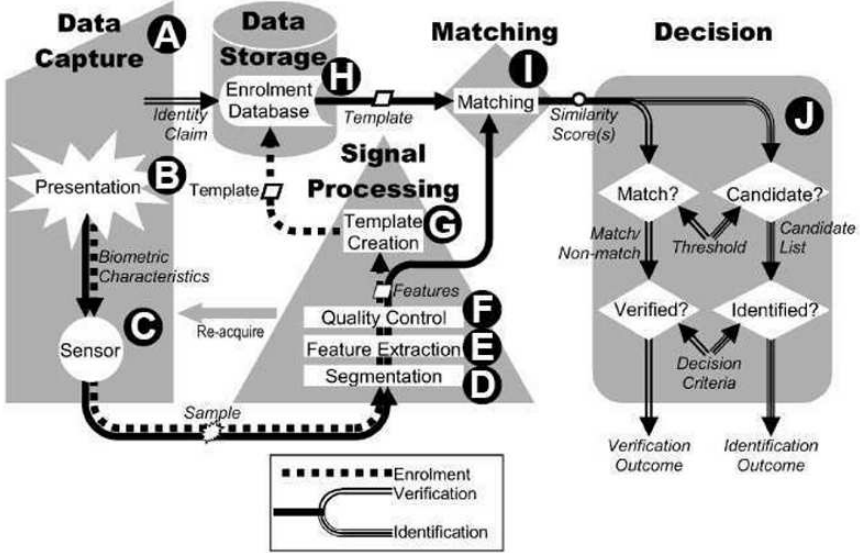 Data
Capture
A
Data
Storage
H
Matching
I
Decision
J
Identity
Claim
Enrolment
Database
Template
Matching
Similarity
Score(s)
Presentation
B
Template
Signal
Processing
Template
Creation
G
Match?
Candidate?
Biometric
Characteristics
Match/
Non-match
Threshold
Candidate
List
Features
Sensor
C
Re-acquire
Quality Control
F
Feature Extraction
E
Segmentation
D
Verified?
Identified?
Decision
Criteria
Sample
Verification
Outcome
Identification
Outcome
Enrolment
Verification
Identification